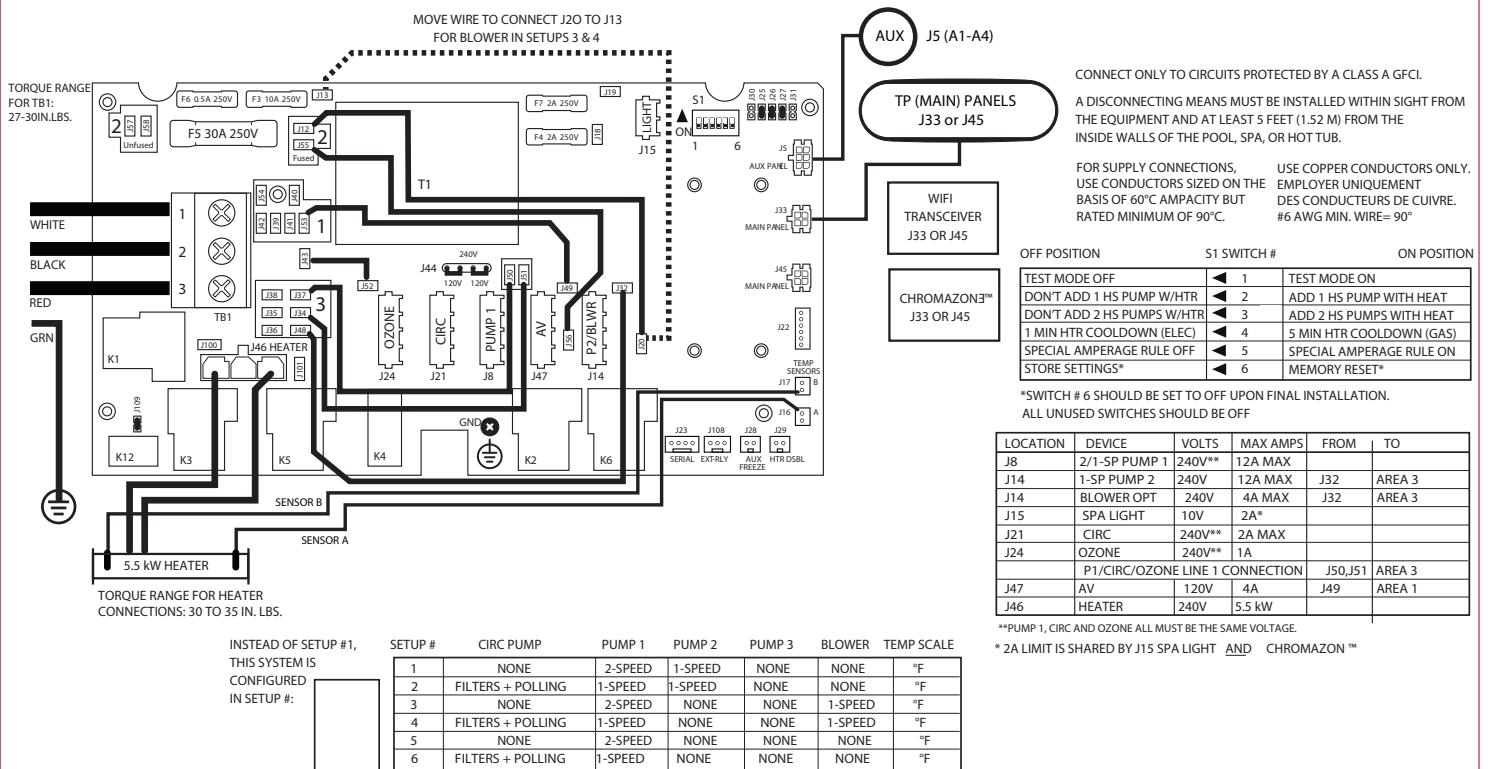 MOVE WIRE TO CONNECT J2O TO J13
FOR BLOWER IN SETUPS 3 & 4
AUX
J5 (A1-A4)
TP (MAIN) PANELS
J33 or J45
CONNECT ONLY TO CIRCUITS PROTECTED BY A CLASS A GFCI.
A DISCONNECTING MEANS MUST BE INSTALLED WITHIN SIGHT FROM
THE EQUIPMENT AND AT LEAST 5 FEET (1.52 M) FROM THE
INSIDE WALLS OF THE POOL, SPA, OR HOT TUB.
FOR SUPPLY CONNECTIONS,
USE CONDUCTORS SIZED ON THE
BASIS OF 60°C AMPACITY BUT
RATED MINIMUM OF 90°C.
USE COPPER CONDUCTORS ONLY.
EMPLOYER UNIQUEMENT
DES CONDUCTEURS DE CUIVRE.
#6 AWG MIN. WIRE= 90°
TORQUE RANGE
FOR TB1:
27-30IN.LBS.
F6 0.5A 250V
F3 10A 250V
J13
F7 2A 250V
J19
LIGHT
J15
S1
ON
1 6
J30
J25
J26
J27
J31
2
J57
J58
Unfused
F5 30A 250V
J12
J55
2
Fused
F4 2A 250V
J18
J5
AUX PANEL
T1
J54
J40
J42
J39
J41
J53
1
WHITE
BLACK
RED
GRN
1
2
3
TB1
J43
J52
240V
J44
120V 120V
J50
J51
J49
J32
J33
MAIN PANEL
WIFI
TRANSCEIVER
J33 OR J45
J45
MAIN PANEL
CHROMAZONƎ™
J33 OR J45
J38 J37
J35 J34
J36 J48
3
OZONE
J24
CIRC
J21
PUMP 1
J8
AV
J47
J56
P2/BLWR
J14
J20
J22
K1
J100
J46 HEATER
J101
TEMP
SENSORS
J17 B
J16 A
J109
K12
K3
K5
K4
GND
K2
K6
J23
SERIAL
J108
EXT-RLY
J28
AUX
FREEZE
J29
HTR DSBL
SENSOR B
SENSOR A
5.5 kW HEATER
TORQUE RANGE FOR HEATER
CONNECTIONS: 30 TO 35 IN. LBS.
OFF POSITION S1 SWITCH # ON POSITION
TEST MODE OFF 1 TEST MODE ON
DON'T ADD 1 HS PUMP W/HTR 2 ADD 1 HS PUMP WITH HEAT
DON'T ADD 2 HS PUMPS W/HTR 3 ADD 2 HS PUMPS WITH HEAT
1 MIN HTR COOLDOWN (ELEC) 4 5 MIN HTR COOLDOWN (GAS)
SPECIAL AMPERAGE RULE OFF 5 SPECIAL AMPERAGE RULE ON
STORE SETTINGS* 6 MEMORY RESET*
*SWITCH # 6 SHOULD BE SET TO OFF UPON FINAL INSTALLATION.
ALL UNUSED SWITCHES SHOULD BE OFF
LOCATION DEVICE VOLTS MAX AMPS FROM TO
J8 2/1-SP PUMP 1 240V** 12A MAX
J14 1-SP PUMP 2 240V 12A MAX J32 AREA 3
J14 BLOWER OPT 240V 4A MAX J32 AREA 3
J15 SPA LIGHT 10V 2A*
J21 CIRC 240V** 2A MAX
J24 OZONE 240V** 1A
P1/CIRC/OZONE LINE 1 CONNECTION J50,J51 AREA 3
J47 AV 120V 4A J49 AREA 1
J46 HEATER 240V 5.5 kW
**PUMP 1, CIRC AND OZONE ALL MUST BE THE SAME VOLTAGE.
* 2A LIMIT IS SHARED BY J15 SPA LIGHT AND CHROMAZON ™
INSTEAD OF SETUP #1,
THIS SYSTEM IS
CONFIGURED
IN SETUP #:
SETUP # CIRC PUMP PUMP 1 PUMP 2 PUMP 3 BLOWER TEMP SCALE
1 NONE 2-SPEED 1-SPEED NONE NONE °F
2 FILTERS + POLLING 1-SPEED 1-SPEED NONE NONE °F
3 NONE 2-SPEED NONE NONE 1-SPEED °F
4 FILTERS + POLLING 1-SPEED NONE NONE 1-SPEED °F
5 NONE 2-SPEED NONE NONE NONE °F
6 FILTERS + POLLING 1-SPEED NONE NONE NONE °F